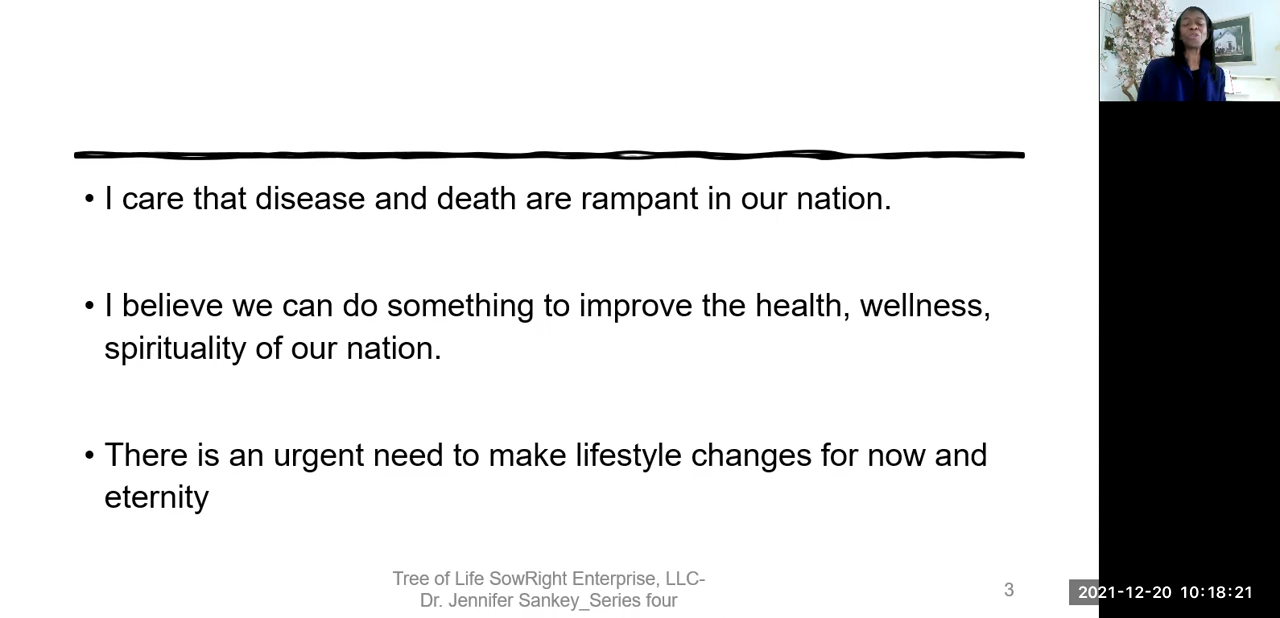 • I care that disease and death are rampant in our nation.
• I believe we can do something to improve the health, wellness,
spirituality of our nation.
• There is an urgent need to make lifestyle changes for now and
eternity
Tree of Life SowRight Enterprise, LLC-
Dr. Jennifer Sankey_Series four
3
2021-12-20 10:18:21